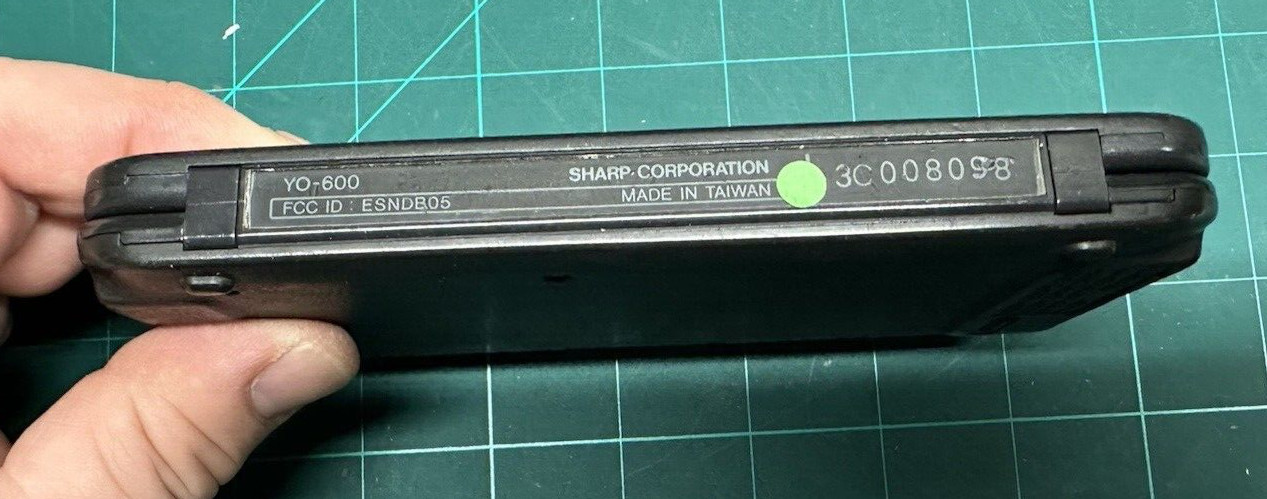 YO-600
FCC ID : ESNDB05
SHARP CORPORATION
MADE IN TAIWAN
3C008098